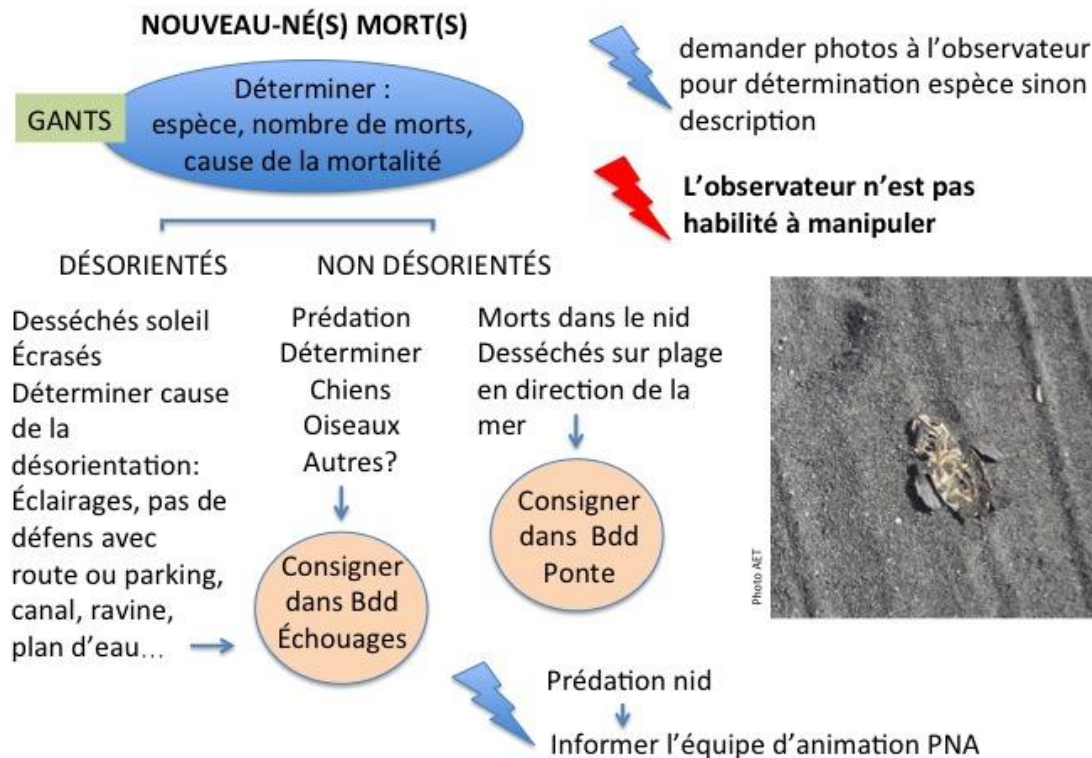 NOUVEAU-NÉ(S) MORT(S)
GANTS
Déterminer :
espèce, nombre de morts,
cause de la mortalité
demander photos à l'observateur
pour détermination espèce sinon
description
L'observateur n'est pas
habilité à manipuler
DÉSORIENTÉS
NON DÉSORIENTÉS
Desséchés soleil
Écrasés
Déterminer cause
de la
désorientation:
Éclairages, pas de
défens avec
route ou parking,
canal, ravine,
plan d'eau...
Prédation
Déterminer
Chiens
Oiseaux
Autres?
Consigner
dans Bdd
Échouages
Morts dans le nid
Desséchés sur plage
en direction de la
mer
Consigner
dans Bdd
Ponte
Photo AET
Prédation nid
Informer l'équipe d'animation PNA